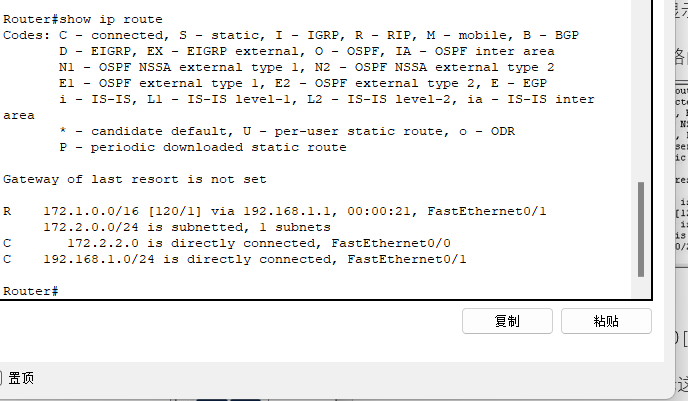 Router#show ip route
Codes: C - connected, S - static, I - IGRP, R - RIP, M - mobile, B - BGP
       D - EIGRP, EX - EIGRP external, O - OSPF, IA - OSPF inter area
       N1 - OSPF NSSA external type 1, N2 - OSPF NSSA external type 2
       E1 - OSPF external type 1, E2 - OSPF external type 2, E - EGP
       i - IS-IS, L1 - IS-IS level-1, L2 - IS-IS level-2, ia - IS-IS inter
area
       * - candidate default, U - per-user static route, o - ODR
       P - periodic downloaded static route
Gateway of last resort is not set
R    172.1.0.0/16 [120/1] via 192.168.1.1, 00:00:21, FastEthernet0/1
     172.2.0.0/24 is subnetted, 1 subnets
C       172.2.2.0 is directly connected, FastEthernet0/0
C    192.168.1.0/24 is directly connected, FastEthernet0/1
Router#
复制
粘贴
置顶